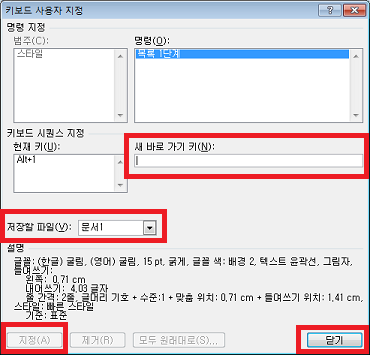 키보드 사용자 지정
명령 지정
범주(C):
명령(O):
스타일
목록 1단계
키보드 시퀀스 지정
현재 키(U):
새 바로 가기 키(N):
Alt+1
저장할 파일(V):
문서1
설명
글꼴: (한글) 굴림, (영어) 굴림, 15 pt, 굵게, 글꼴 색: 배경 2, 텍스트 윤곽선, 그림자,
들여쓰기:
왼쪽: 0,71 cm
내어쓰기: 4,03 글자
줄 간격: 2줄, 글머리 기호 + 수준:1 + 맞춤 위치: 0,71 cm + 들여쓰기 위치: 1,41 cm,
스타일: 빠른 스타일
기준: 표준
지정(A)
제거(R)
모두 원래대로(S)...
닫기